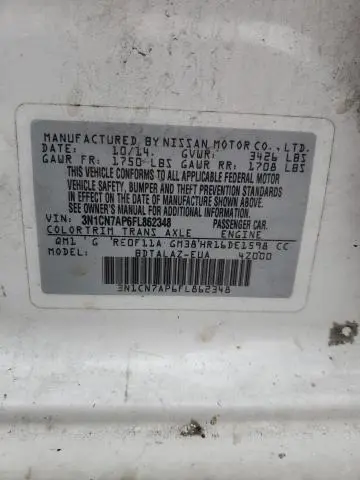 MANUFACTURED BY NISSAN MOTOR CO., LTD.
DATE: 10/14. GVWR: 3426 LBS
GAWR FR: 1750 LBS GAWR RR: 1708 LBS
THIS VEHICLE CONFORMS TO ALL APPLICABLE FEDERAL MOTOR
VEHICLE SAFETY, BUMPER AND THEFT PREVENTION STANDARDS IN
EFFECT ON THE DATE OF MANUFACTURE SHOWN ABOVE.
SEE OWNER'S MANUAL OR ADDITIONAL INFORMATION.
VIN: 3N1CN7AP6FL862348 PASSENGER CAR
COLOR TRIM TRANS AXLE ENGINE
QM1 G RE0F11A GM38 HR16DE 1598 CC
MODEL: BDTALAZ-EUA 42000
3N1CN7AP6FL862348